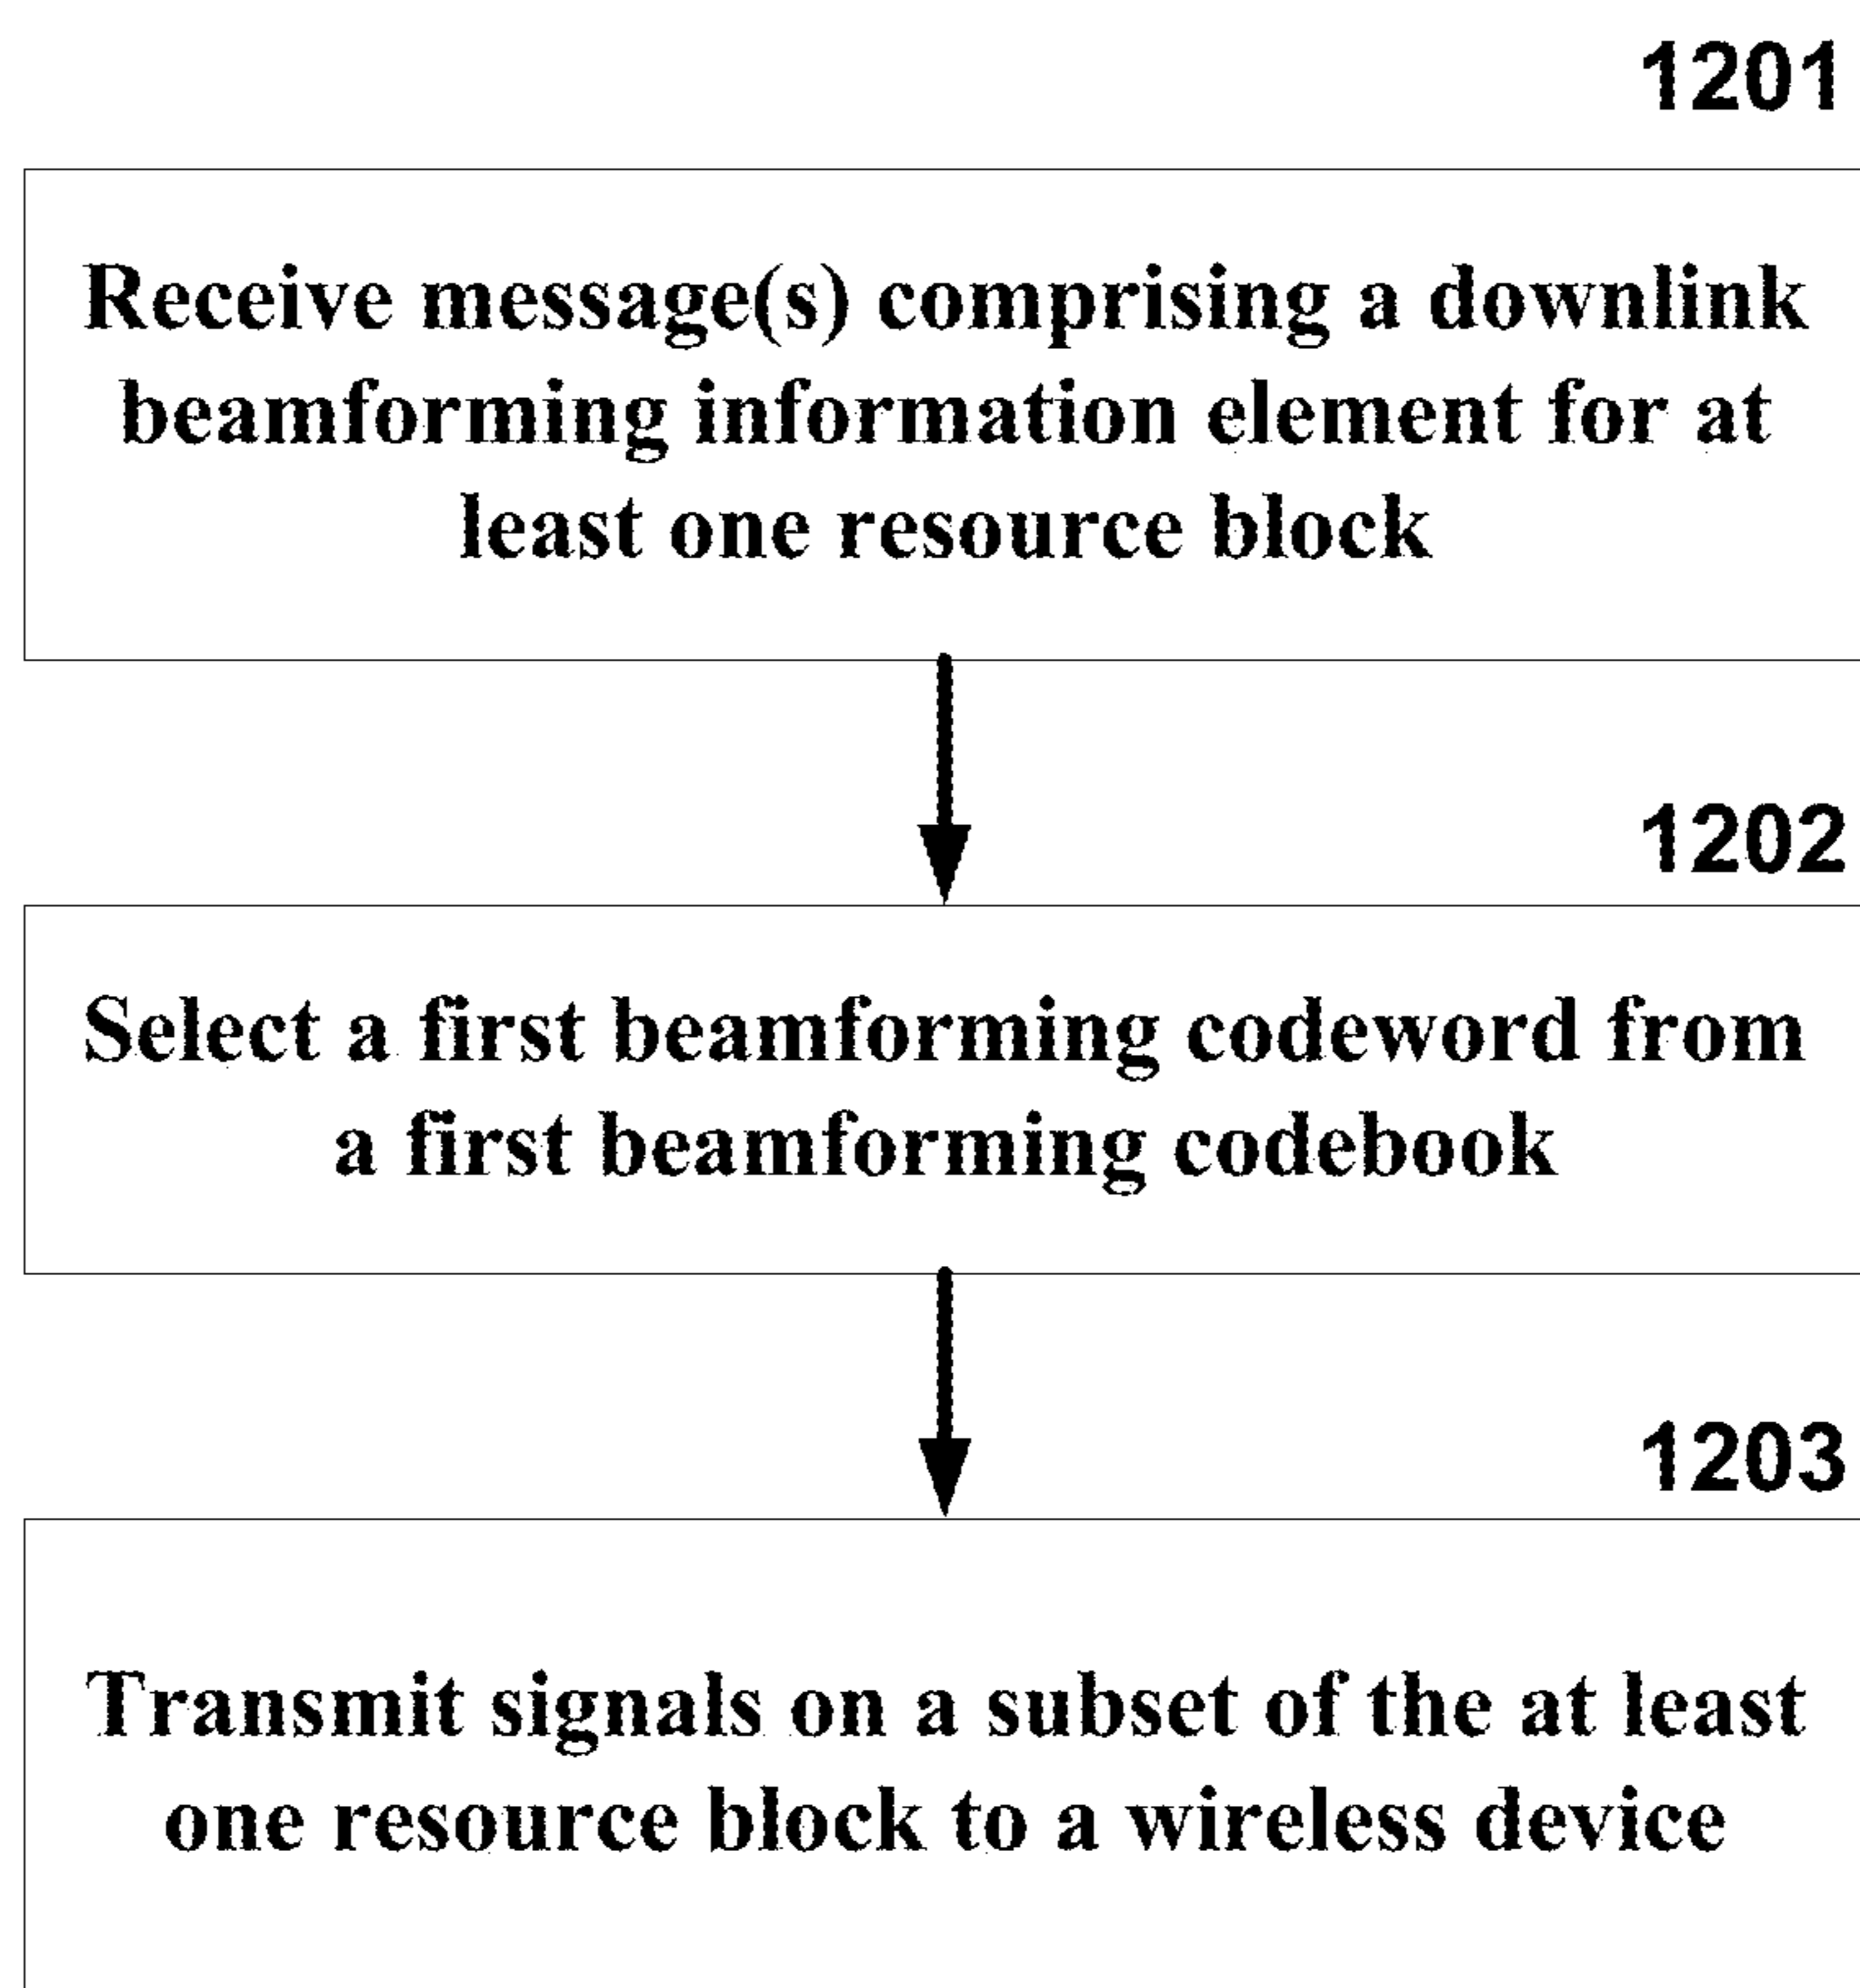 1201
Receive message(s) comprising a downlink
beamforming information element for at
least one resource block
1202
Select a first beamforming codeword from
a first beamforming codebook
1203
Transmit signals on a subset of the at least
one resource block to a wireless device